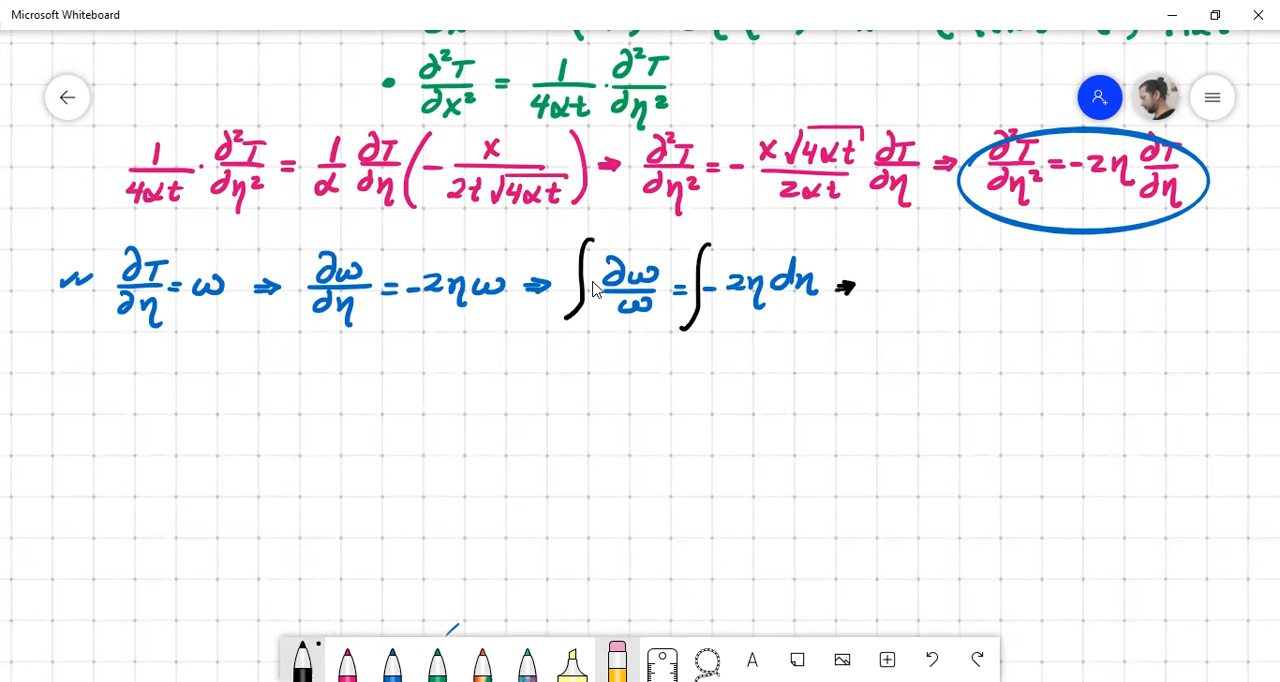 Microsoft Whiteboard
• ∂²T/∂x² = 1/4αt · ∂²T/∂η²
1/4αt · ∂²T/∂η² = 1/α ∂T/∂η (− x/2t√4αt) ⇒ ∂²T/∂η² = − x√4αt/2αt ∂T/∂η ⇒ ∂²T/∂η² = −2η ∂T/∂η
∂T/∂η = ω ⇒ ∂ω/∂η = −2ηω ⇒ ∫ ∂ω/ω = ∫ − 2η dη ⇒
A